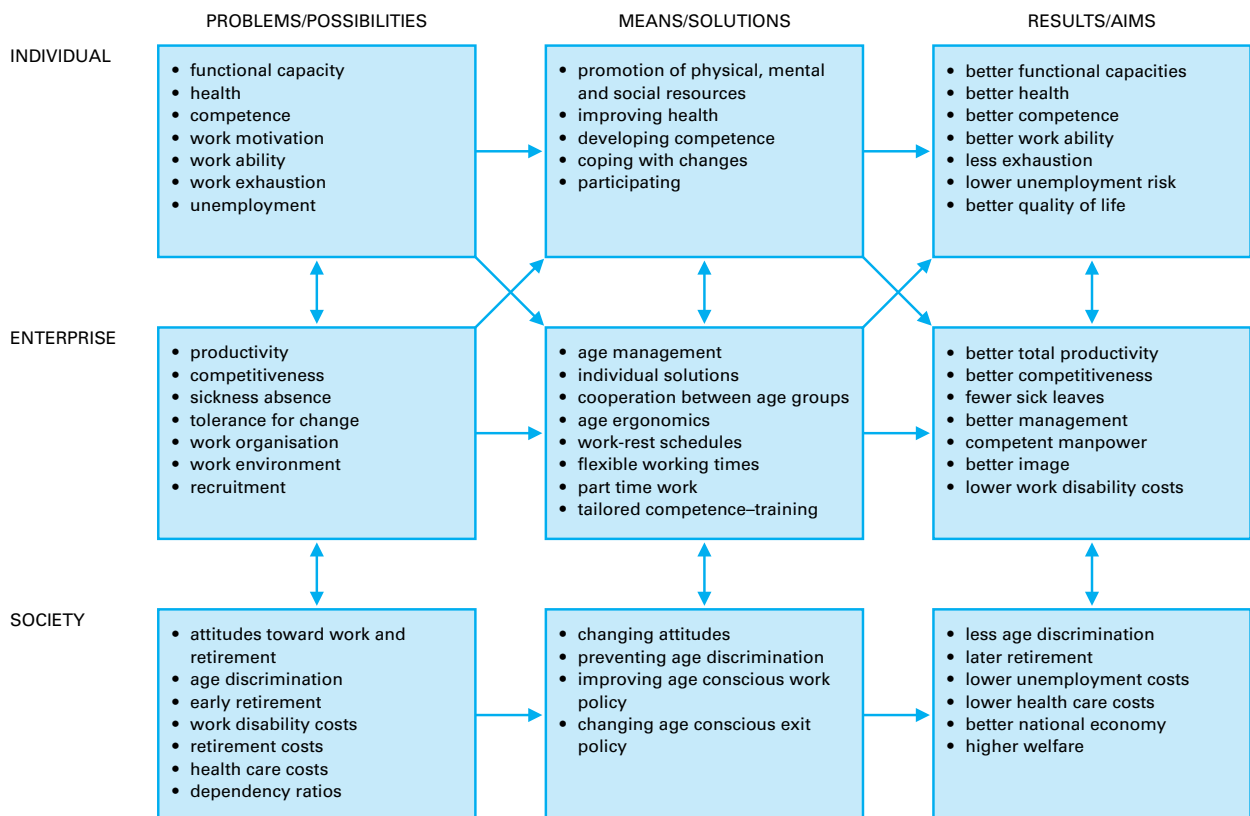 PROBLEMS/POSSIBILITIES
MEANS/SOLUTIONS
RESULTS/AIMS
INDIVIDUAL
• functional capacity
• health
• competence
• work motivation
• work ability
• work exhaustion
• unemployment
• promotion of physical, mental
and social resources
• improving health
• developing competence
• coping with changes
• participating
• better functional capacities
• better health
• better competence
• better work ability
• less exhaustion
• lower unemployment risk
• better quality of life
ENTERPRISE
• productivity
• competitiveness
• sickness absence
• tolerance for change
• work organisation
• work environment
• recruitment
• age management
• individual solutions
• cooperation between age groups
• age ergonomics
• work-rest schedules
• flexible working times
• part time work
• tailored competence–training
• better total productivity
• better competitiveness
• fewer sick leaves
• better management
• competent manpower
• better image
• lower work disability costs
SOCIETY
• attitudes toward work and
retirement
• age discrimination
• early retirement
• work disability costs
• retirement costs
• health care costs
• dependency ratios
• changing attitudes
• preventing age discrimination
• improving age conscious work
policy
• changing age conscious exit
policy
• less age discrimination
• later retirement
• lower unemployment costs
• lower health care costs
• better national economy
• higher welfare